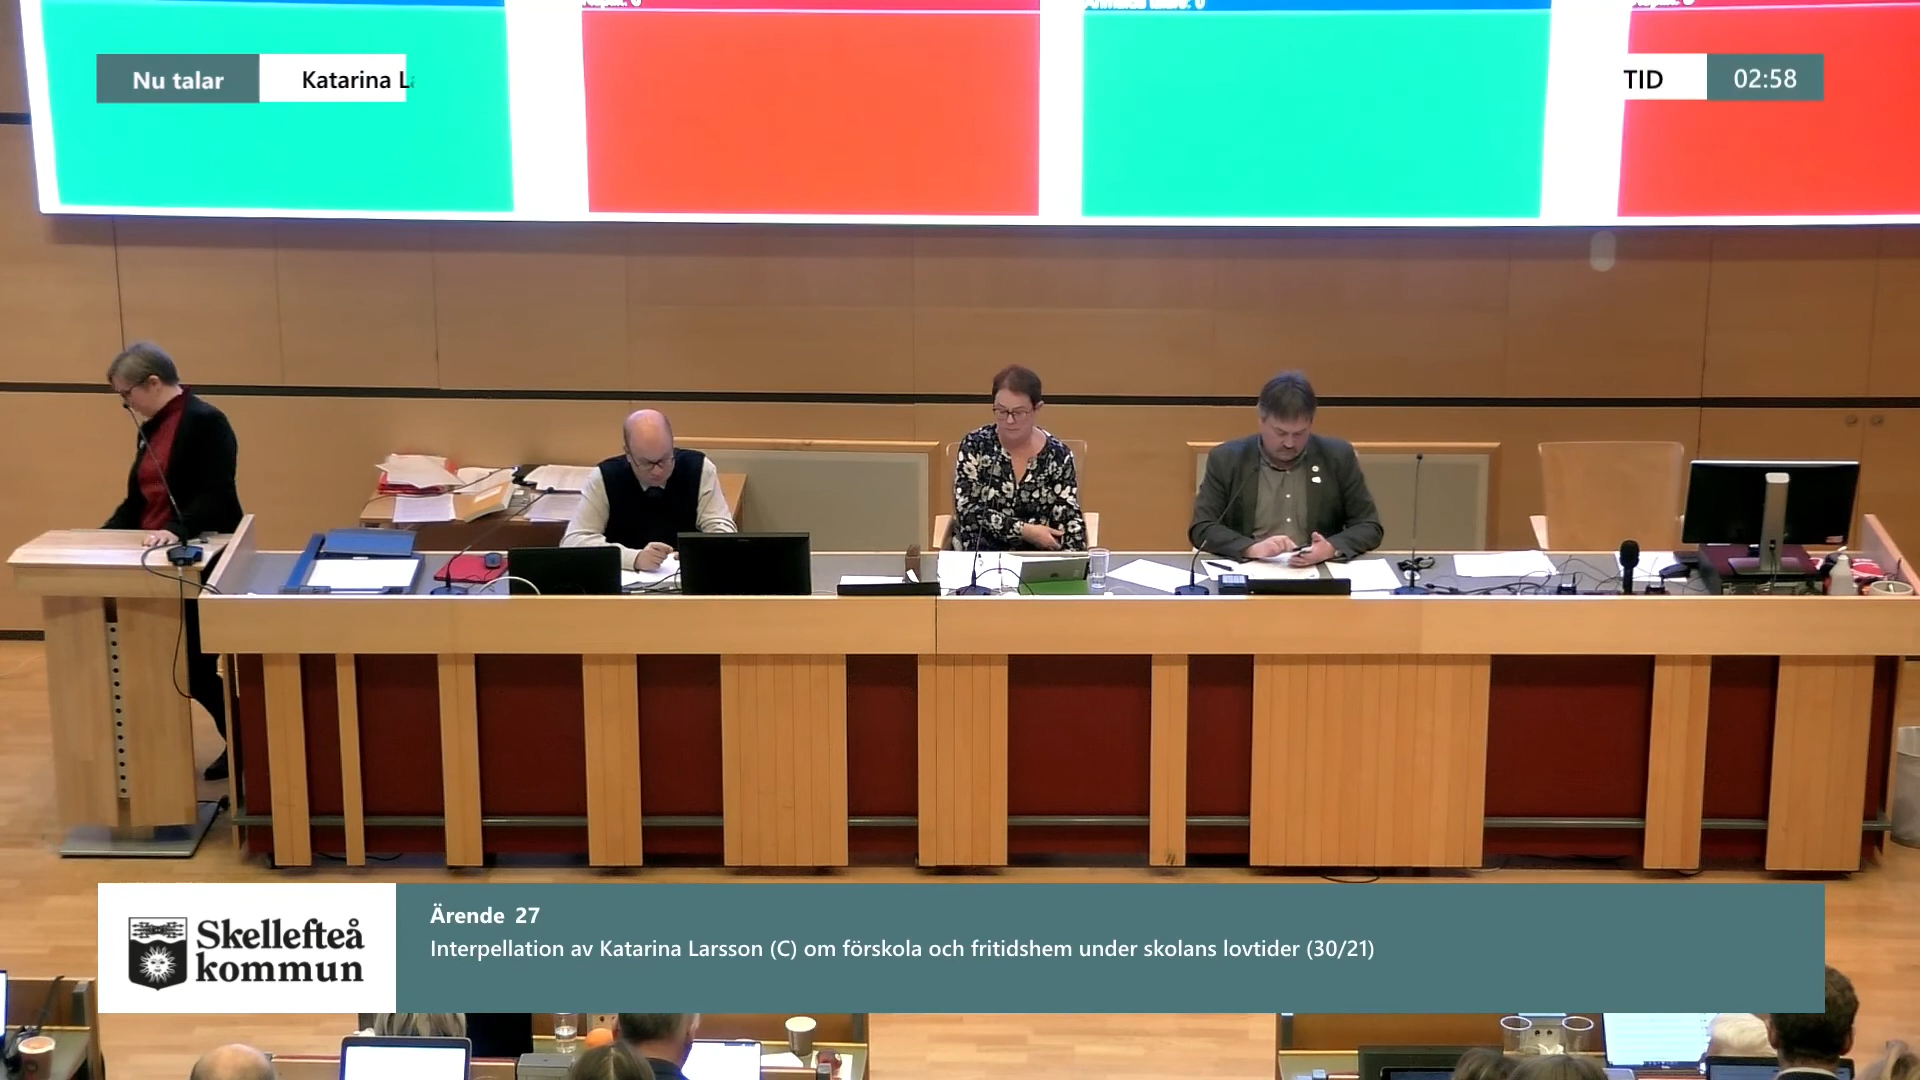 Nu talar
Katarina L
TID
02:58
Ärende 27
Interpellation av Katarina Larsson (C) om förskola och fritidshem under skolans lovtider (30/21)
Skellefteå
kommun